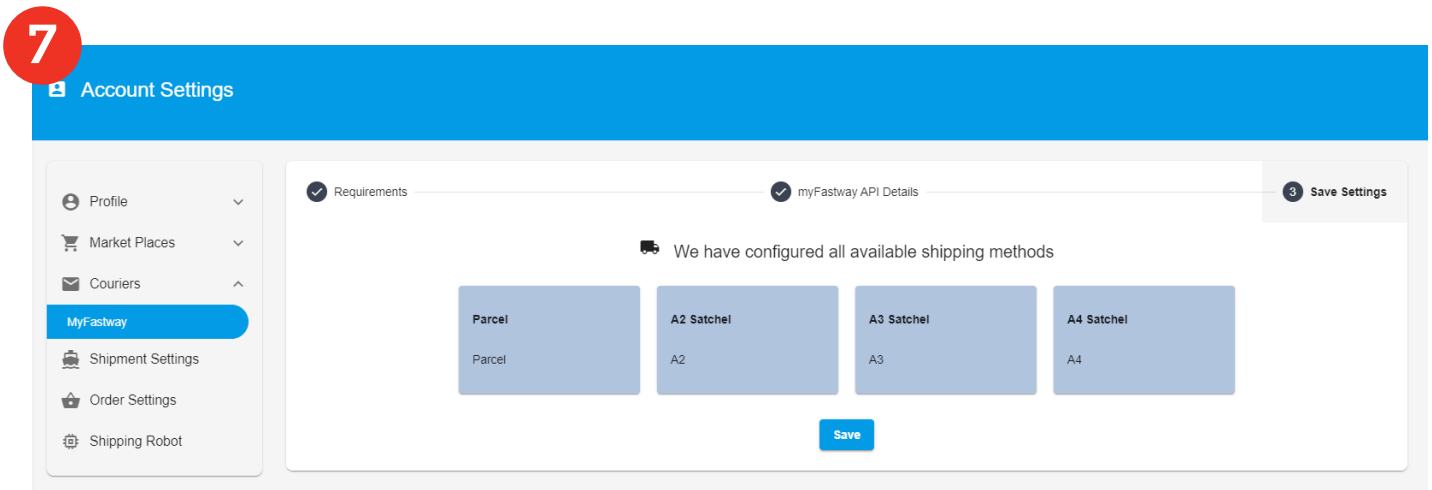 7
Account Settings
Profile
Market Places
Couriers
MyFastway
Shipment Settings
Order Settings
Shipping Robot
Requirements
myFastway API Details
3 Save Settings
We have configured all available shipping methods
Parcel
Parcel
A2 Satchel
A2
A3 Satchel
A3
A4 Satchel
A4
Save